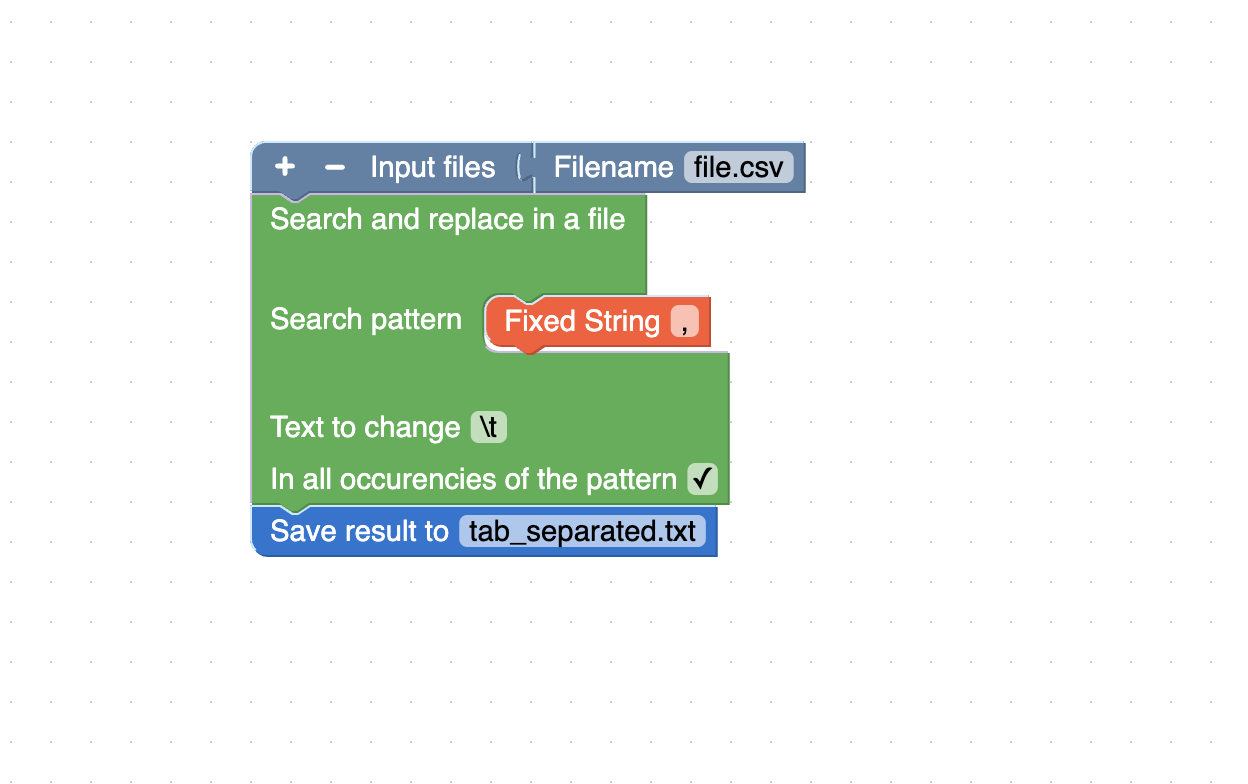 + − Input files Filename file.csv
Search and replace in a file
Search pattern Fixed String ,
Text to change \t
In all occurencies of the pattern ✓
Save result to tab_separated.txt